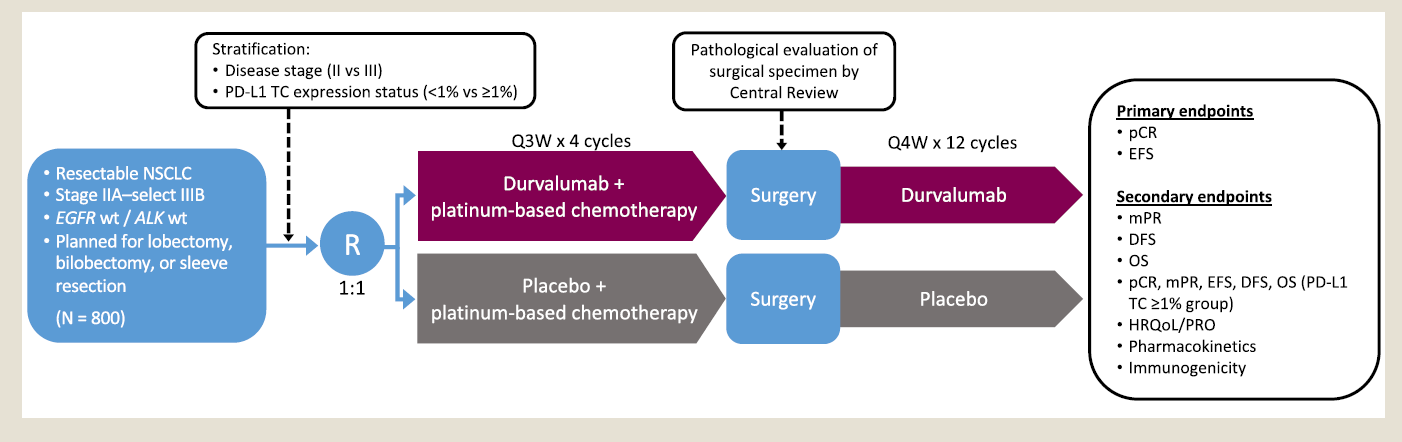 Stratification:
• Disease stage (II vs III)
• PD-L1 TC expression status (<1% vs ≥1%)
Pathological evaluation of
surgical specimen by
Central Review
• Resectable NSCLC
• Stage IIA–select IIIB
• EGFR wt / ALK wt
• Planned for lobectomy,
bilobectomy, or sleeve
resection
(N = 800)
R
1:1
Q3W x 4 cycles
Durvalumab +
platinum-based chemotherapy
Surgery
Q4W x 12 cycles
Durvalumab
Placebo +
platinum-based chemotherapy
Surgery
Placebo
Primary endpoints
• pCR
• EFS
Secondary endpoints
• mPR
• DFS
• OS
• pCR, mPR, EFS, DFS, OS (PD-L1
TC ≥1% group)
• HRQoL/PRO
• Pharmacokinetics
• Immunogenicity